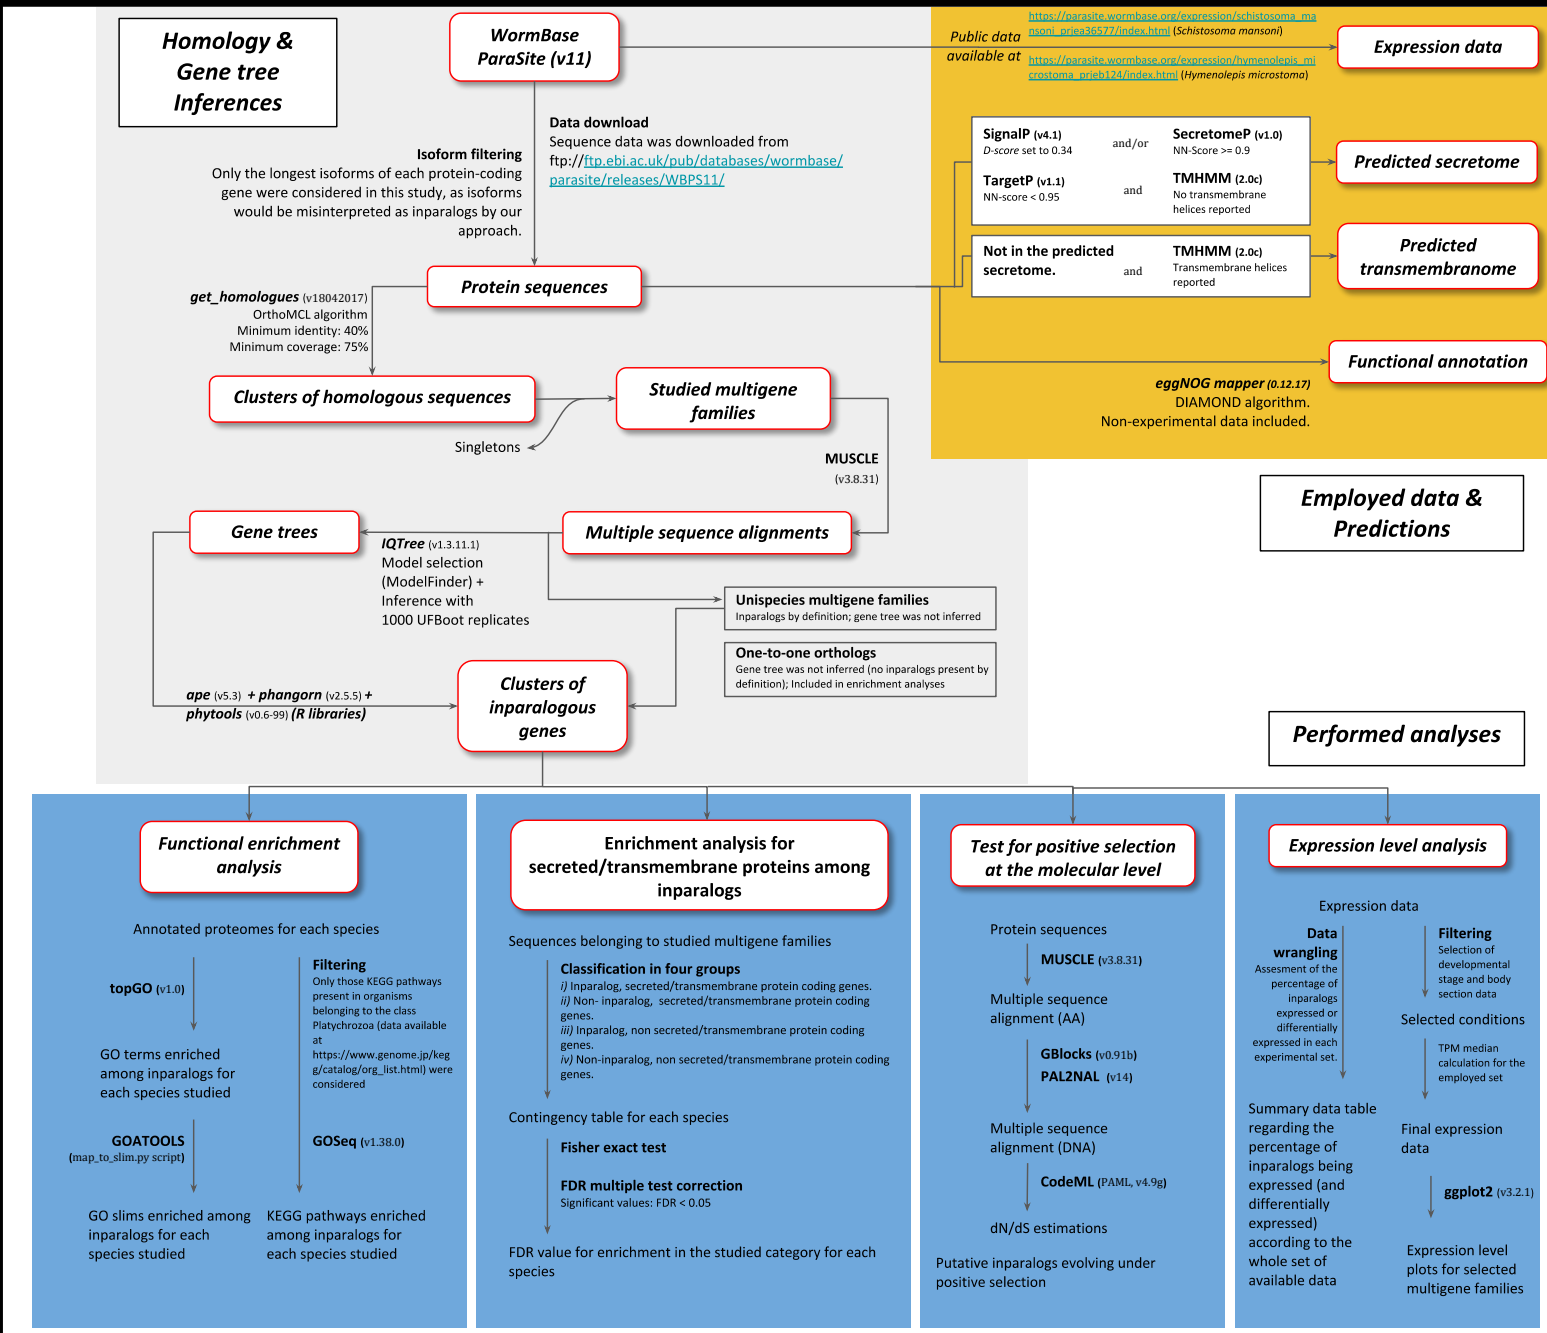 Homology &
Gene tree
Inferences
WormBase
ParaSite (v11)
Public data
available at
https://parasite.wormbase.org/expression/schistosoma_ma
nsoni_prjea36577/index.html (Schistosoma mansoni)
https://parasite.wormbase.org/expression/hymenolepis_mi
crostoma_prjeb124/index.html (Hymenolepis microstoma)
Expression data
Data download
Sequence data was downloaded from
ftp://ftp.ebi.ac.uk/pub/databases/wormbase/
parasite/releases/WBPS11/
Isoform filtering
Only the longest isoforms of each protein-coding
gene were considered in this study, as isoforms
would be misinterpreted as inparalogs by our
approach.
SignalP (v4.1)
D-score set to 0.34
and/or
SecretomeP (v1.0)
NN-Score >= 0.9
TargetP (v1.1)
NN-score < 0.95
and
TMHMM (2.0c)
No transmembrane
helices reported
Predicted secretome
Not in the predicted
secretome.
and
TMHMM (2.0c)
Transmembrane helices
reported
Predicted
transmembranome
Protein sequences
get_homologues (v18042017)
OrthoMCL algorithm
Minimum identity: 40%
Minimum coverage: 75%
Functional annotation
eggNOG mapper (0.12.17)
DIAMOND algorithm.
Non-experimental data included.
Clusters of homologous sequences
Studied multigene
families
Singletons
MUSCLE
(v3.8.31)
Employed data &
Predictions
Gene trees
Multiple sequence alignments
IQTree (v1.3.11.1)
Model selection
(ModelFinder) +
Inference with
1000 UFBoot replicates
Unispecies multigene families
Inparalogs by definition; gene tree was not inferred
One-to-one orthologs
Gene tree was not inferred (no inparalogs present by
definition); Included in enrichment analyses
ape (v5.3) + phangorn (v2.5.5) +
phytools (v0.6-99) (R libraries)
Clusters of
inparalogous
genes
Performed analyses
Functional enrichment
analysis
Annotated proteomes for each species
topGO (v1.0)
Filtering
Only those KEGG pathways
present in organisms
belonging to the class
Platychrozoa (data available
at
https://www.genome.jp/keg
g/catalog/org_list.html) were
considered
GO terms enriched
among inparalogs for
each species studied
GOATOOLS
(map_to_slim.py script)
GOSeq (v1.38.0)
GO slims enriched among
inparalogs for each
species studied
KEGG pathways enriched
among inparalogs for
each species studied
Enrichment analysis for
secreted/transmembrane proteins among
inparalogs
Sequences belonging to studied multigene families
Classification in four groups
i) Inparalog, secreted/transmembrane protein coding genes.
ii) Non- inparalog, secreted/transmembrane protein coding
genes.
iii) Inparalog, non secreted/transmembrane protein coding
genes.
iv) Non-inparalog, non secreted/transmembrane protein coding
genes.
Contingency table for each species
Fisher exact test
FDR multiple test correction
Significant values: FDR < 0.05
FDR value for enrichment in the studied category for each
species
Test for positive selection
at the molecular level
Protein sequences
MUSCLE (v3.8.31)
Multiple sequence
alignment (AA)
GBlocks (v0.91b)
PAL2NAL (v14)
Multiple sequence
alignment (DNA)
CodeML (PAML, v4.9g)
dN/dS estimations
Putative inparalogs evolving under
positive selection
Expression level analysis
Expression data
Data
wrangling
Assesment of the
percentage of
inparalogs
expressed or
differentially
expressed in each
experimental set.
Summary data table
regarding the
percentage of
inparalogs being
expressed (and
differentially
expressed)
according to the
whole set of
available data
Filtering
Selection of
developmental
stage and body
section data
Selected conditions
TPM median
calculation for the
employed set
Final expression
data
ggplot2 (v3.2.1)
Expression level
plots for selected
multigene families